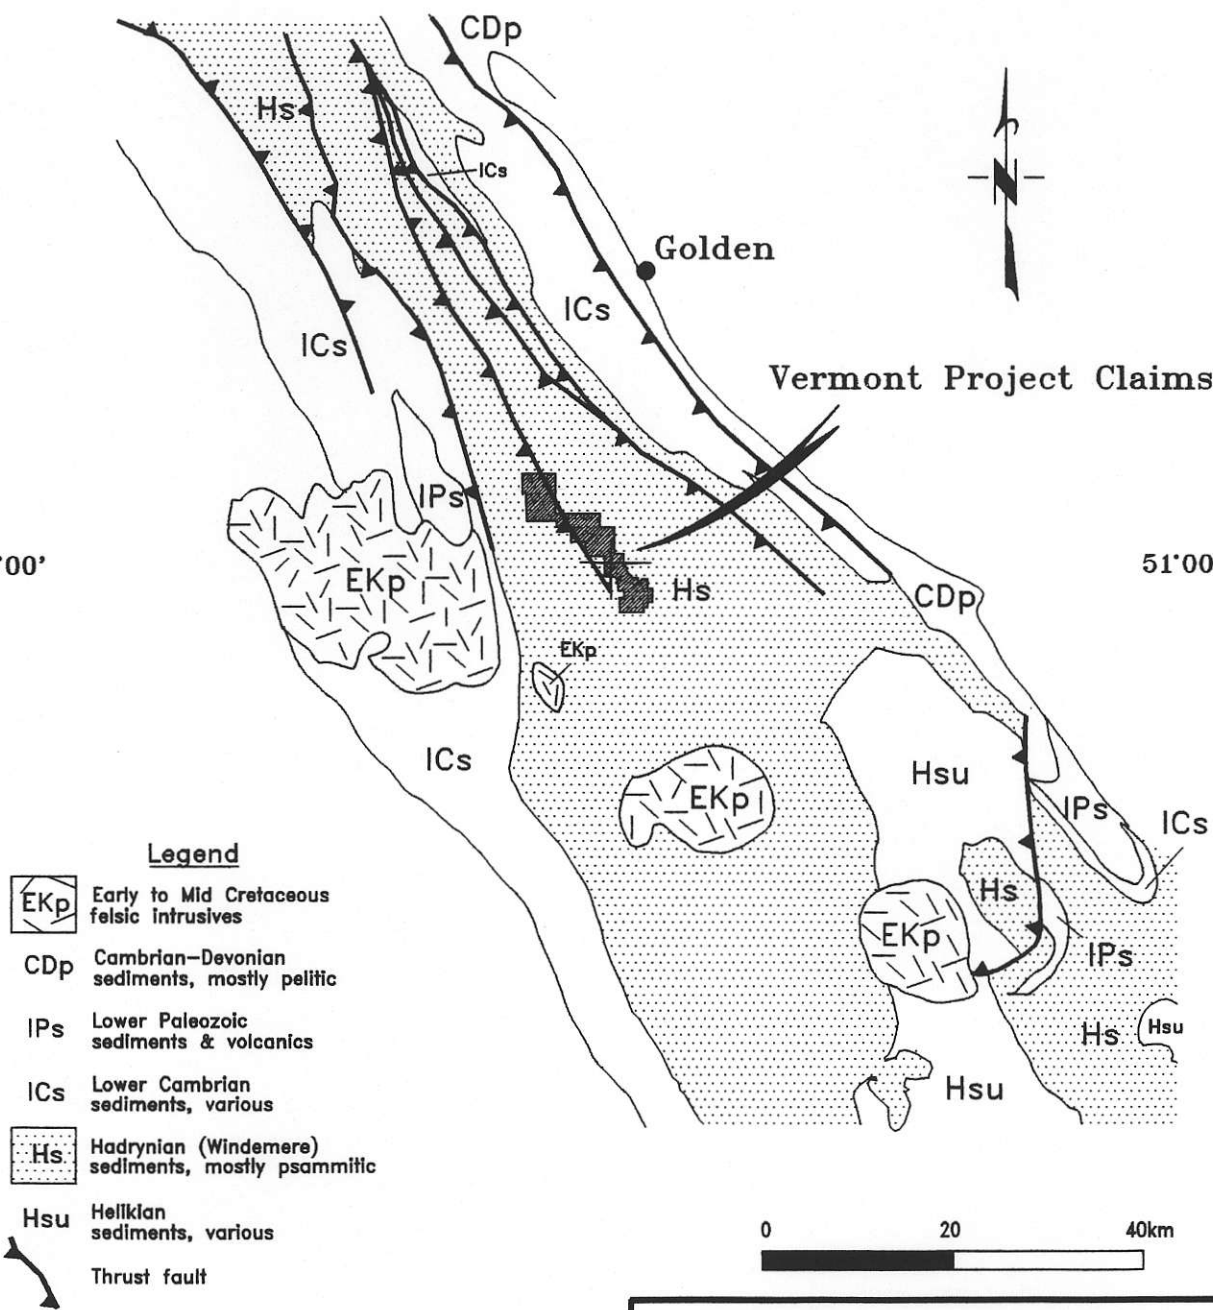 CDp
Hs
ICs
N
Golden
ICs
ICs
Vermont Project Claims
IPs
EKp
'00'
51'00
Hs
CDp
EKp
ICs
Hsu
EKp
IPs
ICs
Hs
EKp
IPs
Hs
Hsu
Hsu
Legend
EKp
Early to Mid Cretaceous
felsic intrusives
CDp
Cambrian-Devonian
sediments, mostly pelitic
IPs
Lower Paleozoic
sediments & volcanics
ICs
Lower Cambrian
sediments, various
Hs
Hadrynian (Windemere)
sediments, mostly psammitic
Hsu
Helikian
sediments, various
Thrust fault
0 20 40km